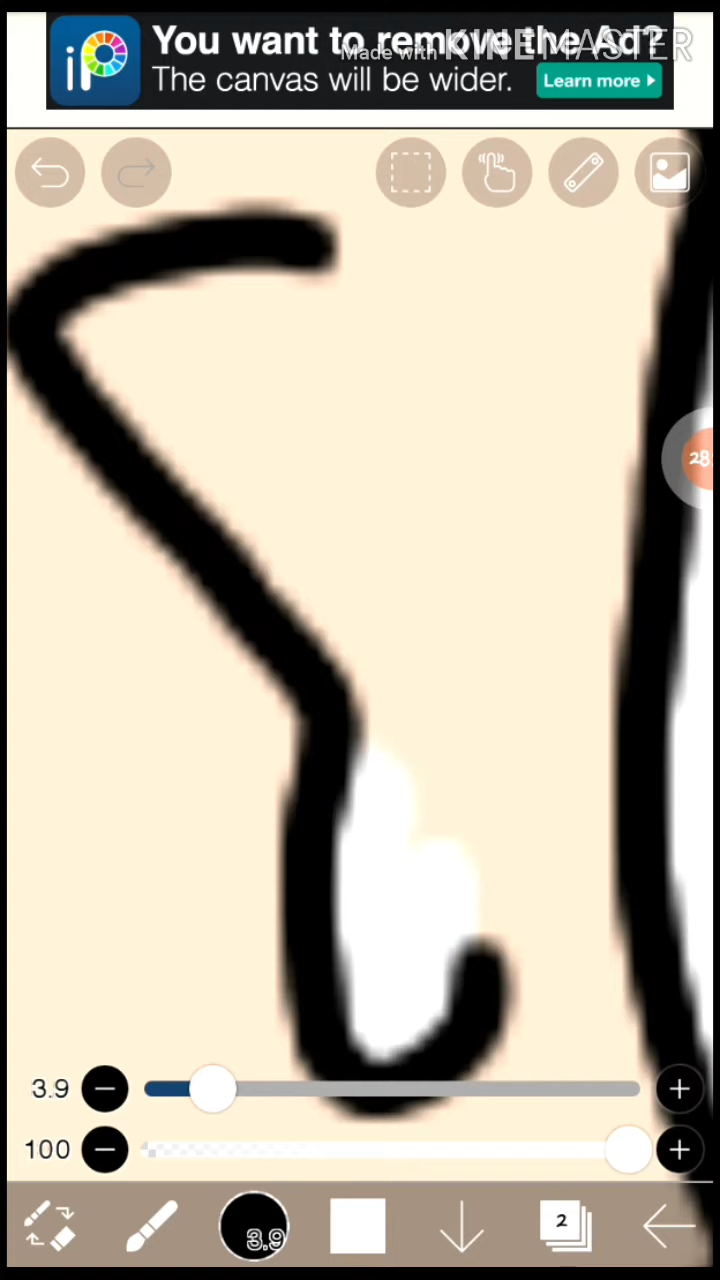 iP
You want to remove the Ad?
Made with KINEMASTER
The canvas will be wider.
Learn more
28
3.9
100
3.9
2